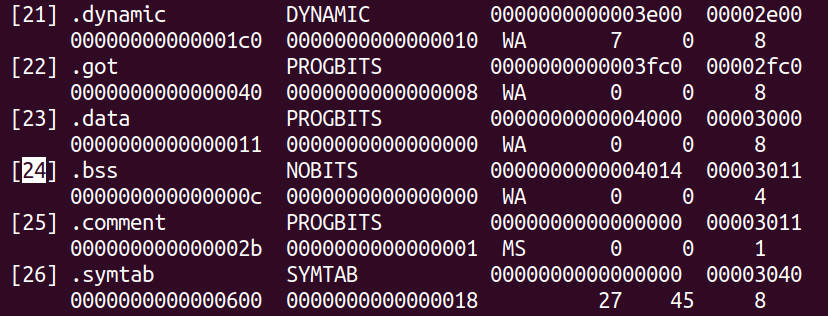 [21] .dynamic DYNAMIC 0000000000003e00 00002e00
00000000000001c0 0000000000000010 WA 7 0 8
[22] .got PROGBITS 0000000000003fc0 00002fc0
0000000000000040 0000000000000008 WA 0 0 8
[23] .data PROGBITS 0000000000004000 00003000
0000000000000011 0000000000000000 WA 0 0 8
[24] .bss NOBITS 0000000000004014 00003011
000000000000000c 0000000000000000 WA 0 0 4
[25] .comment PROGBITS 0000000000000000 00003011
000000000000002b 0000000000000001 MS 0 0 1
[26] .symtab SYMTAB 0000000000000000 00003040
0000000000000600 0000000000000018 27 45 8